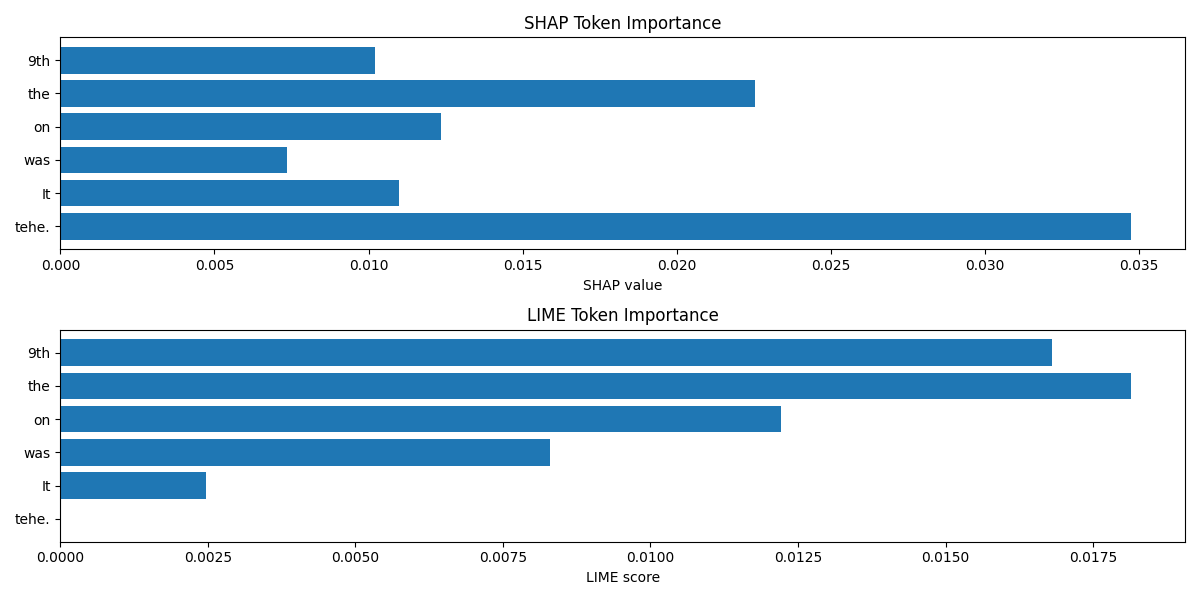 SHAP Token Importance
9th
the
on
was
It
tehe.
0.000 0.005 0.010 0.015 0.020 0.025 0.030 0.035
SHAP value
LIME Token Importance
9th
the
on
was
It
tehe.
0.0000 0.0025 0.0050 0.0075 0.0100 0.0125 0.0150 0.0175
LIME score